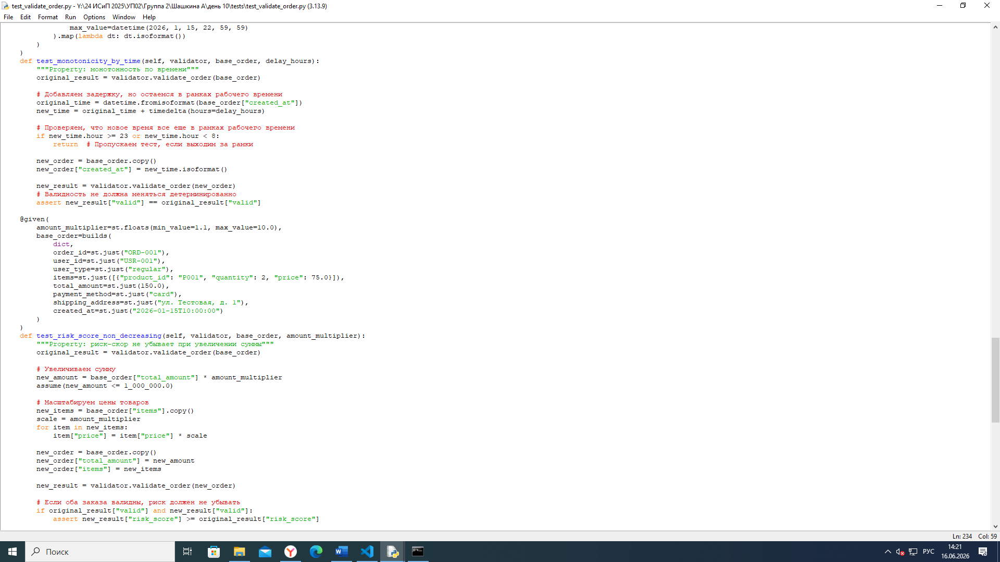 test_validate_order.py - Y:\24 ИСиП 2025\УП02\Группа 2\Шашкина А\день 10\tests\test_validate_order.py (3.13.9)
File Edit Format Run Options Window Help
            max_value=datetime(2026, 1, 15, 22, 59, 59)
        ).map(lambda dt: dt.isoformat())
    )
)
def test_monotonicity_by_time(self, validator, base_order, delay_hours):
    """Property: монотонность по времени"""
    original_result = validator.validate_order(base_order)
    # Добавляем задержку, но остаемся в рамках рабочего времени
    original_time = datetime.fromisoformat(base_order["created_at"])
    new_time = original_time + timedelta(hours=delay_hours)
    # Проверяем, что новое время все еще в рамках рабочего времени
    if new_time.hour >= 23 or new_time.hour < 8:
        return  # Пропускаем тест, если выходим за рамки
    new_order = base_order.copy()
    new_order["created_at"] = new_time.isoformat()
    new_result = validator.validate_order(new_order)
    # Валидность не должна меняться детерминированно
    assert new_result["valid"] == original_result["valid"]
@given(
    amount_multiplier=st.floats(min_value=1.1, max_value=10.0),
    base_order=builds(
        dict,
        order_id=st.just("ORD-001"),
        user_id=st.just("USR-001"),
        user_type=st.just("regular"),
        items=st.just([{"product_id": "P001", "quantity": 2, "price": 75.0}]),
        total_amount=st.just(150.0),
        payment_method=st.just("card"),
        shipping_address=st.just("ул. Тестовая, д. 1"),
        created_at=st.just("2026-01-15T10:00:00")
    )
)
def test_risk_score_non_decreasing(self, validator, base_order, amount_multiplier):
    """Property: риск-скор не убывает при увеличении суммы"""
    original_result = validator.validate_order(base_order)
    # Увеличиваем сумму
    new_amount = base_order["total_amount"] * amount_multiplier
    assume(new_amount <= 1_000_000.0)
    # Масштабируем цены товаров
    new_items = base_order["items"].copy()
    scale = amount_multiplier
    for item in new_items:
        item["price"] = item["price"] * scale
    new_order = base_order.copy()
    new_order["total_amount"] = new_amount
    new_order["items"] = new_items
    new_result = validator.validate_order(new_order)
    # Если оба заказа валидны, риск должен не убывать
    if original_result["valid"] and new_result["valid"]:
        assert new_result["risk_score"] >= original_result["risk_score"]
Ln: 234 Col: 59
Поиск
РУС
14:21
16.06.2026